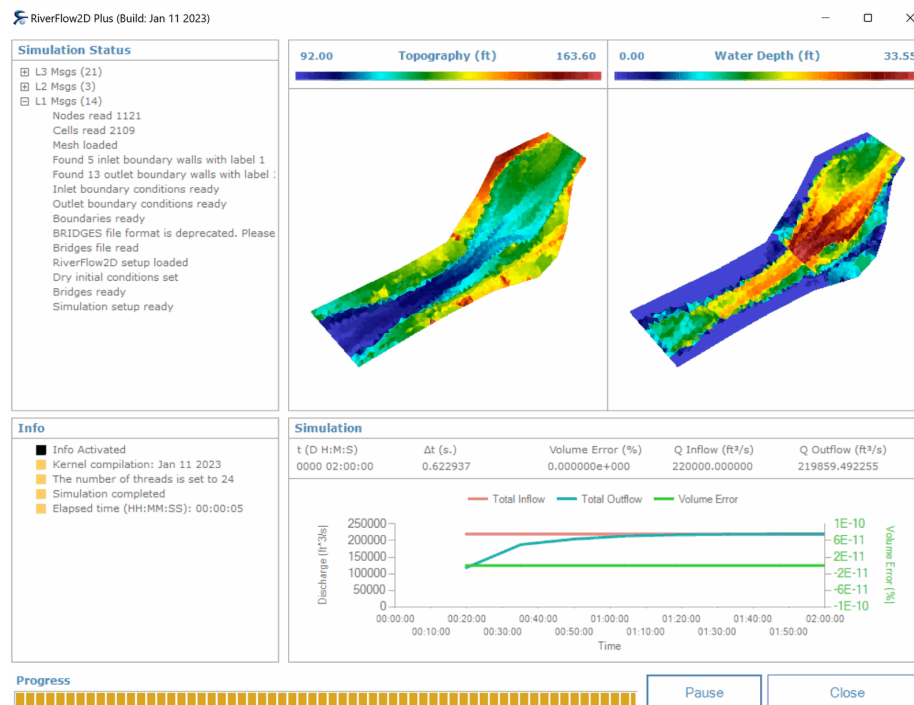 RiverFlow2D Plus (Build: Jan 11 2023)
Simulation Status
L3 Msgs (21)
L2 Msgs (3)
L1 Msgs (14)
Nodes read 1121
Cells read 2109
Mesh loaded
Found 5 inlet boundary walls with label 1
Found 13 outlet boundary walls with label
Inlet boundary conditions ready
Outlet boundary conditions ready
Boundaries ready
BRIDGES file format is deprecated. Please
Bridges file read
RiverFlow2D setup loaded
Dry initial conditions set
Bridges ready
Simulation setup ready
92.00 Topography (ft) 163.60
0.00 Water Depth (ft) 33.55
Info
Info Activated
Kernel compilation: Jan 11 2023
The number of threads is set to 24
Simulation completed
Elapsed time (HH:MM:SS): 00:00:05
Simulation
t (D H:M:S) Δt (s.) Volume Error (%) Q Inflow (ft³/s) Q Outflow (ft³/s)
0000 02:00:00 0.622937 0.000000e+000 220000.000000 219859.492255
Total Inflow Total Outflow Volume Error
Discharge [ft^3/s]
250000
200000
150000
100000
50000
0
1E-10
6E-11
2E-11
-2E-11
-6E-11
-1E-10
Volume Error [%]
00:00:00 00:20:00 00:40:00 01:00:00 01:20:00 01:40:00 02:00:00
00:10:00 00:30:00 00:50:00 01:10:00 01:30:00 01:50:00
Time
Progress
Pause
Close